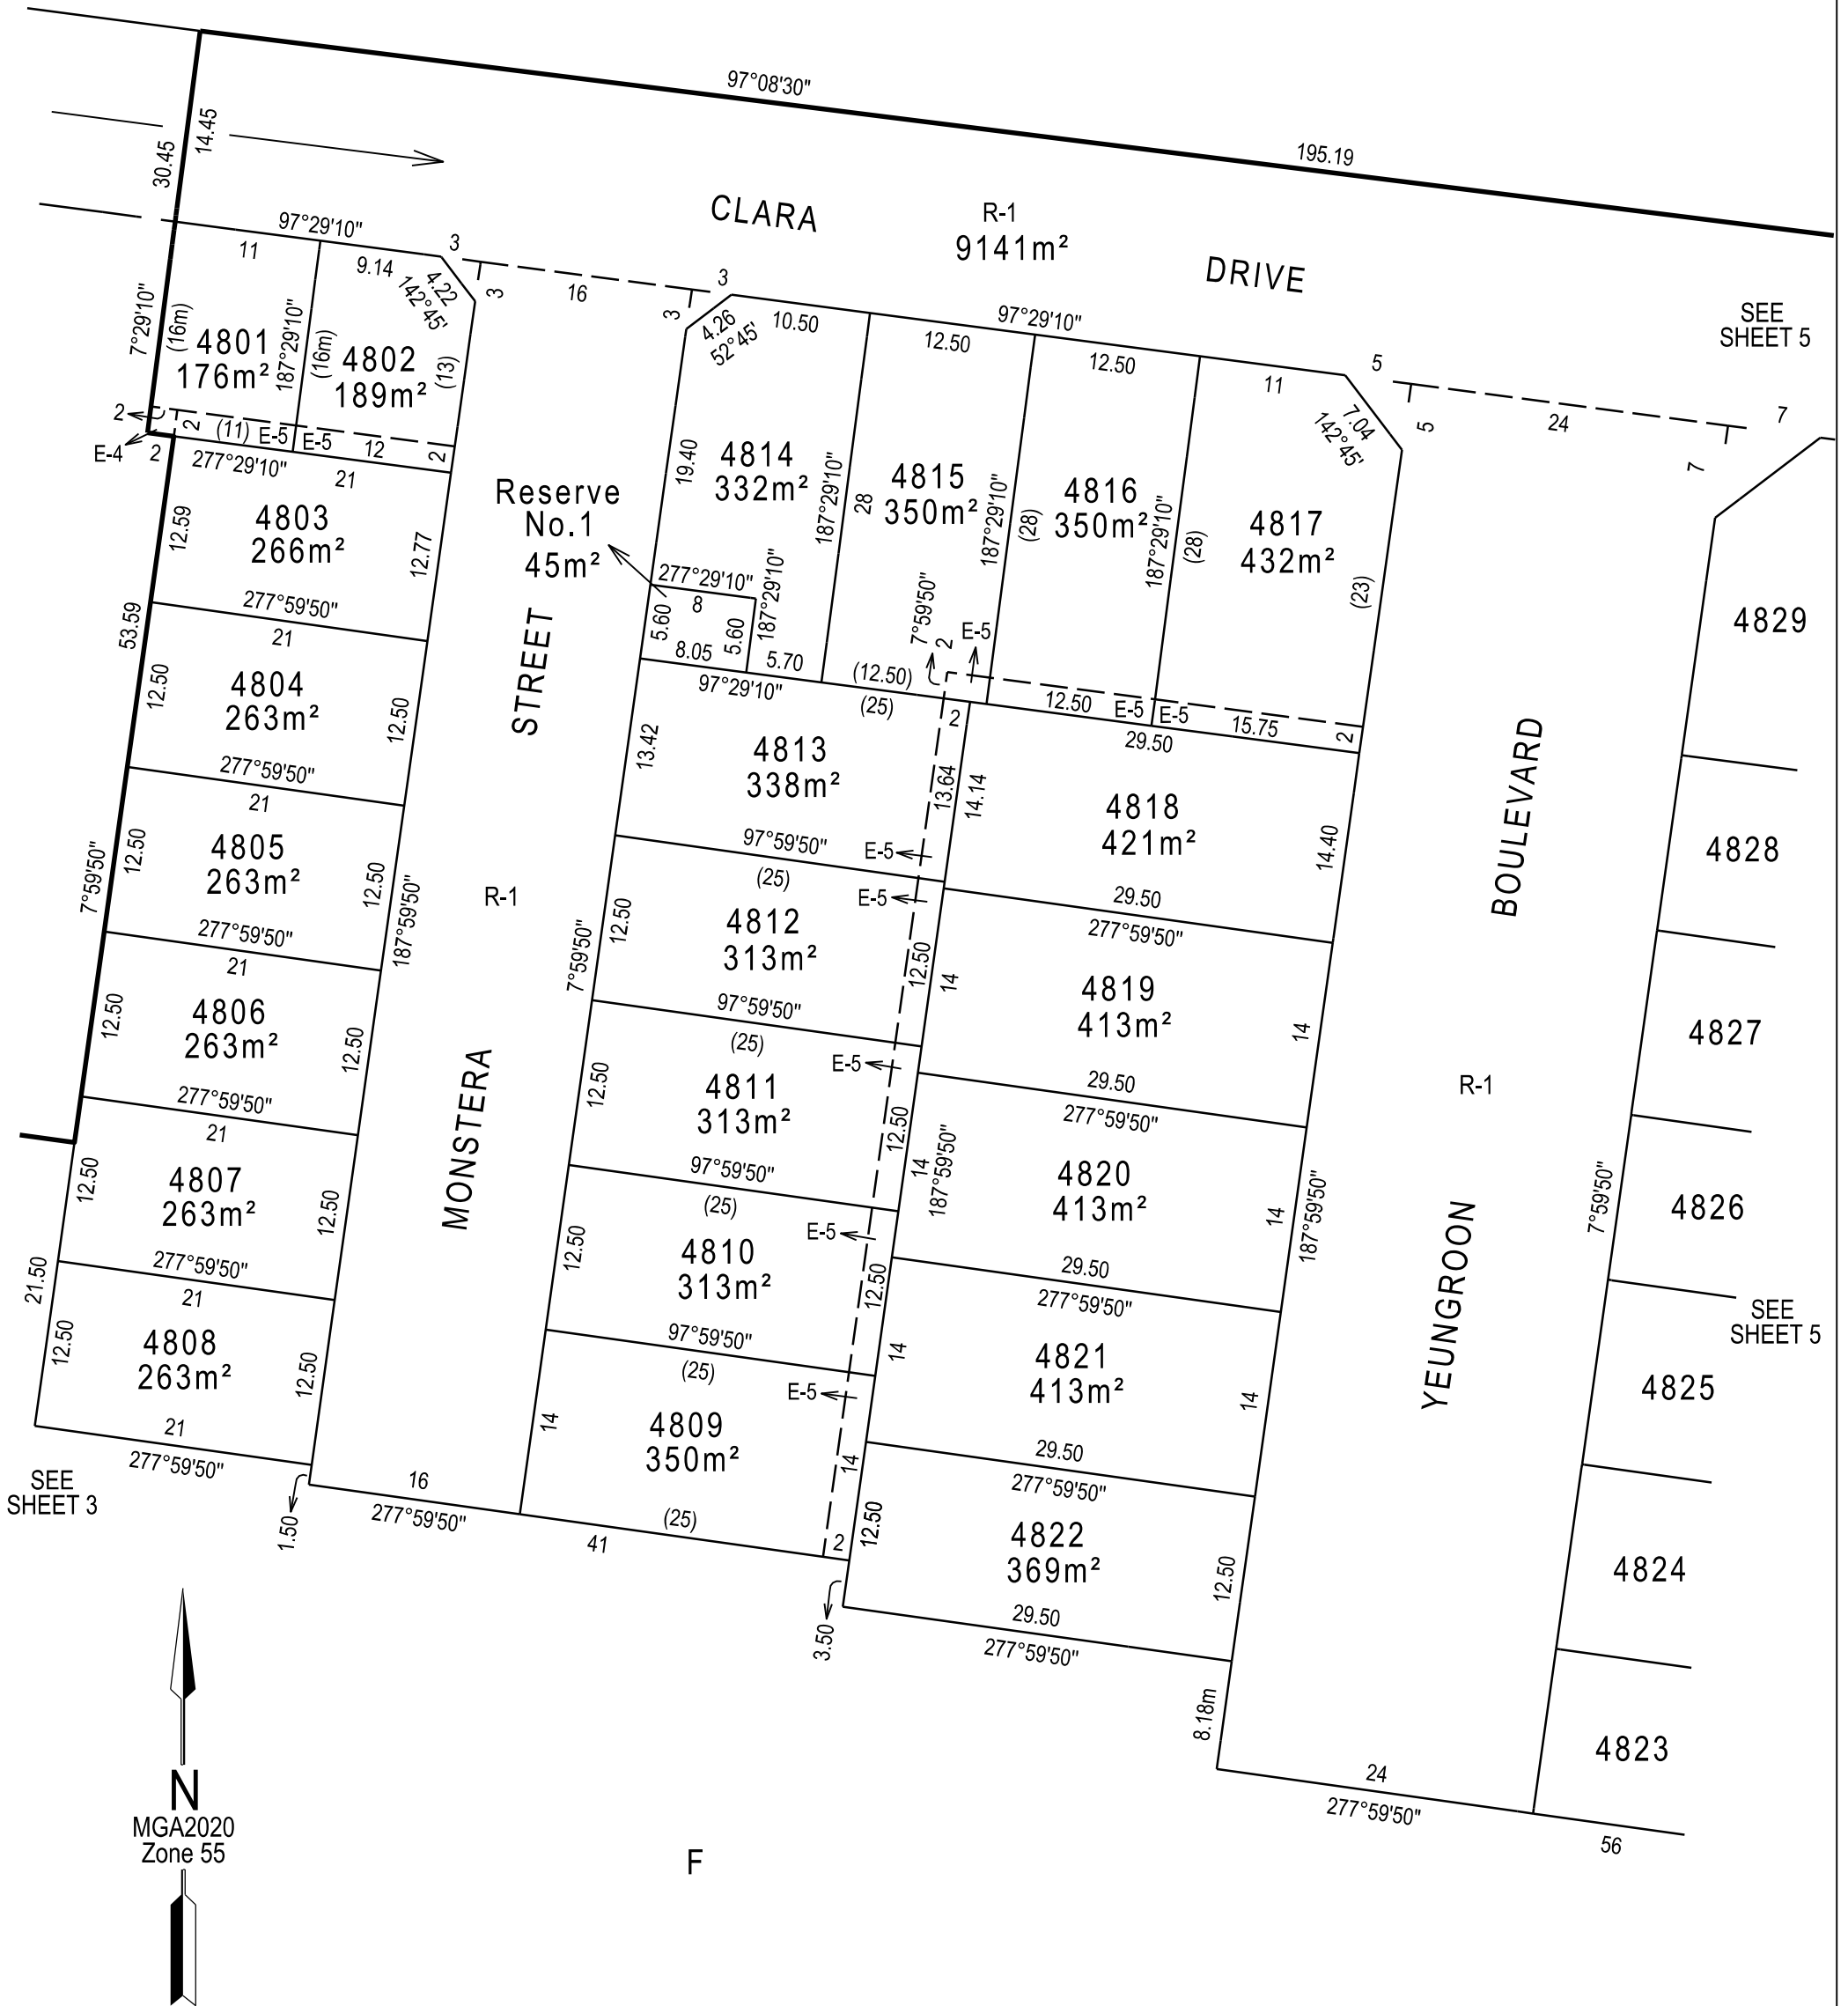 97°08'30"
195.19
30.45
14.45
CLARA
DRIVE
R-1
9141m²
SEE
SHEET 5
97°29'10"
11
9.14
3
4.22
142°45'
3
16
3
3
4.26
52°45'
10.50
12.50
97°29'10"
12.50
11
5
7.04
142°45'
5
24
7
7
7°29'10"
(16m)
4801
176m²
187°29'10"
(16m)
4802
189m²
(13)
2
E-4
2
2
(11)
E-5
E-5
12
2
277°29'10"
21
12.59
4803
266m²
12.77
277°59'50"
21
53.59
12.50
4804
263m²
12.50
277°59'50"
21
12.50
4805
263m²
12.50
7°59'50"
277°59'50"
21
187°59'50"
12.50
4806
263m²
12.50
277°59'50"
21
12.50
4807
263m²
12.50
277°59'50"
21
21.50
12.50
4808
263m²
12.50
21
277°59'50"
SEE
SHEET 3
1.50
Reserve
No.1
45m²
MONSTERA
STREET
R-1
7°59'50"
16
277°59'50"
41
19.40
4814
332m²
187°29'10"
28
4815
350m²
187°29'10"
(28)
4816
350m²
187°29'10"
(28)
4817
432m²
(23)
277°29'10"
8
5.60
5.60
187°29'10"
8.05
5.70
97°29'10"
(12.50)
(25)
7°59'50"
2
E-5
2
12.50
E-5
E-5
15.75
2
29.50
13.42
4813
338m²
13.64
14.14
97°59'50"
(25)
E-5
E-5
12.50
4812
313m²
12.50
97°59'50"
(25)
E-5
12.50
4811
313m²
12.50
97°59'50"
(25)
E-5
12.50
4810
313m²
12.50
97°59'50"
(25)
E-5
14
4809
350m²
14
(25)
2
3.50
4818
421m²
14.40
29.50
277°59'50"
14
4819
413m²
14
29.50
277°59'50"
14
187°59'50"
4820
413m²
14
187°59'50"
29.50
277°59'50"
14
4821
413m²
14
29.50
277°59'50"
12.50
4822
369m²
12.50
29.50
277°59'50"
8.18m
YEUNGROON
BOULEVARD
R-1
7°59'50"
24
277°59'50"
56
4829
4828
4827
4826
SEE
SHEET 5
4825
4824
4823
N
MGA2020
Zone 55
F